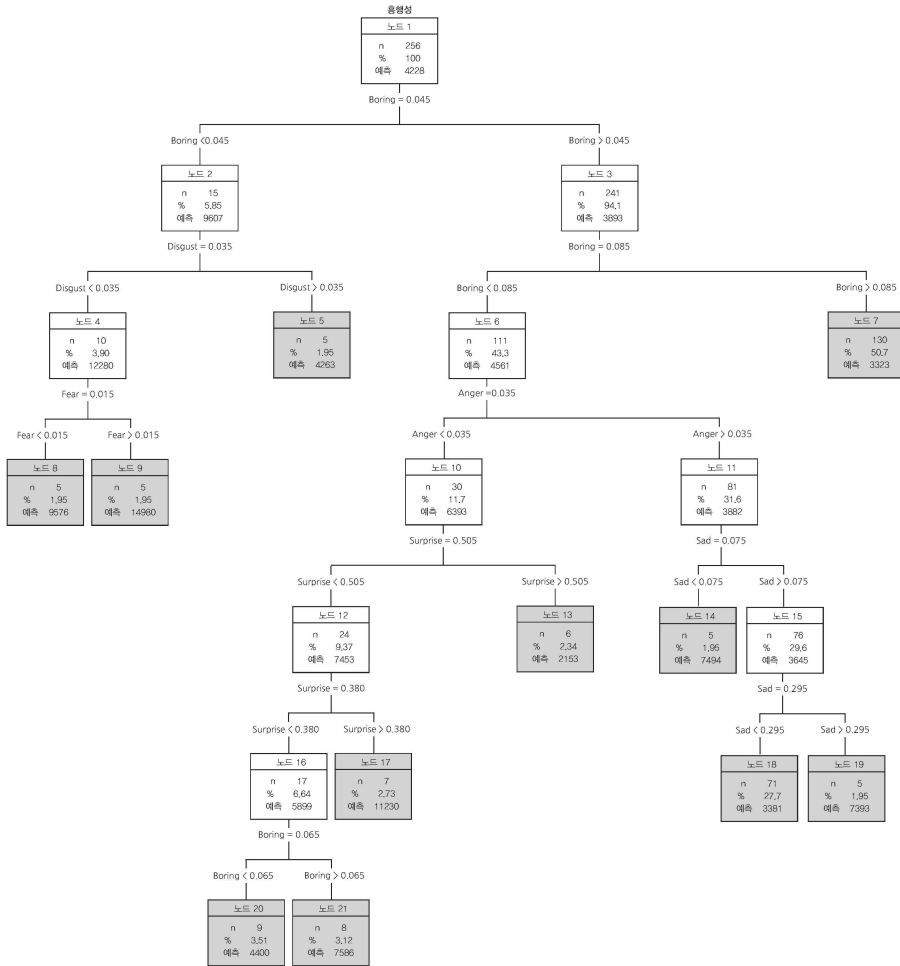 흥행성
노드 1
n 256
% 100
예측 4228
Boring = 0.045
Boring <0.045
Boring > 0.045
노드 2
n 15
% 5.85
예측 9607
노드 3
n 241
% 94.1
예측 3893
Disgust = 0.035
Boring = 0.085
Disgust < 0.035
Disgust > 0.035
Boring < 0.085
Boring > 0.085
노드 4
n 10
% 3.90
예측 12280
노드 5
n 5
% 1.95
예측 4263
노드 6
n 111
% 43.3
예측 4561
노드 7
n 130
% 50.7
예측 3323
Fear = 0.015
Anger =0.035
Fear < 0.015
Fear > 0.015
Anger < 0.035
Anger > 0.035
노드 8
n 5
% 1.95
예측 9576
노드 9
n 5
% 1.95
예측 14980
노드 10
n 30
% 11.7
예측 6393
노드 11
n 81
% 31.6
예측 3882
Surprise = 0.505
Sad = 0.075
Surprise < 0.505
Surprise > 0.505
Sad < 0.075
Sad > 0.075
노드 12
n 24
% 9.37
예측 7453
노드 13
n 6
% 2.34
예측 2153
노드 14
n 5
% 1.95
예측 7494
노드 15
n 76
% 29.6
예측 3645
Surprise = 0.380
Sad = 0.295
Surprise < 0.380
Surprise > 0.380
Sad < 0.295
Sad > 0.295
노드 16
n 17
% 6.64
예측 5899
노드 17
n 7
% 2.73
예측 11230
노드 18
n 71
% 27.7
예측 3381
노드 19
n 5
% 1.95
예측 7393
Boring = 0.065
Boring < 0.065
Boring > 0.065
노드 20
n 9
% 3.51
예측 4400
노드 21
n 8
% 3.12
예측 7586